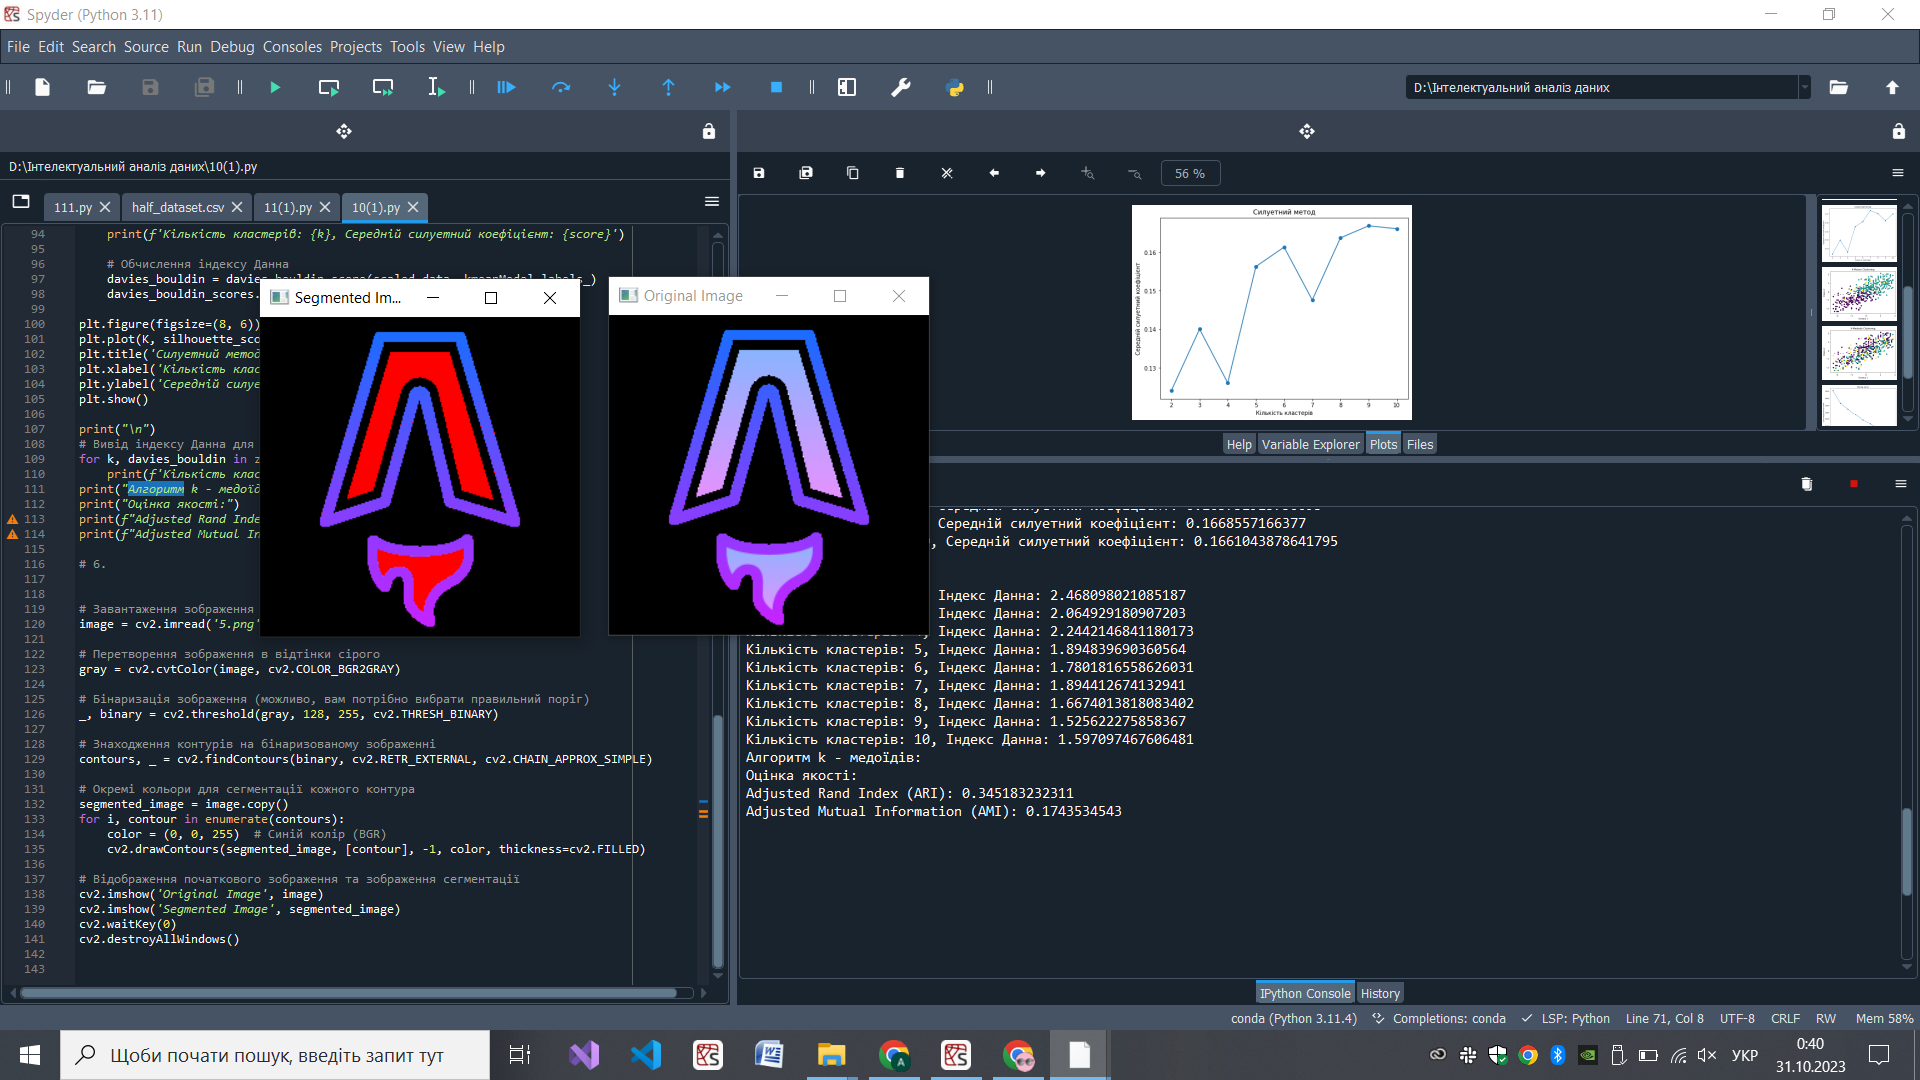 Spyder (Python 3.11)
File Edit Search Source Run Debug Consoles Projects Tools View Help
D:\Інтелектуальний аналіз даних
D:\Інтелектуальний аналіз даних\10(1).py
111.py half_dataset.csv 11(1).py 10(1).py
94 print(f'Кількість кластерів: {k}, Середній силуетний коефіцієнт: {score}')
95
96 # Обчислення індексу Данна
97 davies_bouldin =
98 davies_bouldin_scores.
99
100 plt.figure(figsize=(8, 6))
101 plt.plot(K, silhouette_sco
102 plt.title('Силуетний метод
103 plt.xlabel('Кількість клас
104 plt.ylabel('Середній силуе
105 plt.show()
106
107 print("\n")
108 # Вивід індексу Данна для
109 for k, davies_bouldin in z
110 print(f'Кількість клас
111 print("Алгоритм k - медоїд
112 print("Оцінка якості:")
113 print(f"Adjusted Rand Inde
114 print(f"Adjusted Mutual In
115
116 # 6.
117
118
119 # Завантаження зображення
120 image = cv2.imread('5.png'
121
122 # Перетворення зображення в відтінки сірого
123 gray = cv2.cvtColor(image, cv2.COLOR_BGR2GRAY)
124
125 # Бінаризація зображення (можливо, вам потрібно вибрати правильний поріг)
126 _, binary = cv2.threshold(gray, 128, 255, cv2.THRESH_BINARY)
127
128 # Знаходження контурів на бінаризованому зображенні
129 contours, _ = cv2.findContours(binary, cv2.RETR_EXTERNAL, cv2.CHAIN_APPROX_SIMPLE)
130
131 # Окремі кольори для сегментації кожного контура
132 segmented_image = image.copy()
133 for i, contour in enumerate(contours):
134 color = (0, 0, 255) # Синій колір (BGR)
135 cv2.drawContours(segmented_image, [contour], -1, color, thickness=cv2.FILLED)
136
137 # Відображення початкового зображення та зображення сегментації
138 cv2.imshow('Original Image', image)
139 cv2.imshow('Segmented Image', segmented_image)
140 cv2.waitKey(0)
141 cv2.destroyAllWindows()
142
143
Segmented Im...
Original Image
56 %
Силуетний метод
Середній силуетний коефіцієнт
0.16
0.15
0.14
0.13
2 3 4 5 6 7 8 9 10
Кількість кластерів
Help Variable Explorer Plots Files
Середній силуетний коефіцієнт: 0.1668557166377
, Середній силуетний коефіцієнт: 0.1661043878641795
Індекс Данна: 2.468098021085187
Індекс Данна: 2.064929180907203
Індекс Данна: 2.2442146841180173
Кількість кластерів: 5, Індекс Данна: 1.894839690360564
Кількість кластерів: 6, Індекс Данна: 1.7801816558626031
Кількість кластерів: 7, Індекс Данна: 1.894412674132941
Кількість кластерів: 8, Індекс Данна: 1.6674013818083402
Кількість кластерів: 9, Індекс Данна: 1.525622275858367
Кількість кластерів: 10, Індекс Данна: 1.597097467606481
Алгоритм k - медоїдів:
Оцінка якості:
Adjusted Rand Index (ARI): 0.345183232311
Adjusted Mutual Information (AMI): 0.1743534543
IPython Console History
conda (Python 3.11.4) Completions: conda LSP: Python Line 71, Col 8 UTF-8 CRLF RW Mem 58%
Щоби почати пошук, введіть запит тут
УКР
0:40
31.10.2023